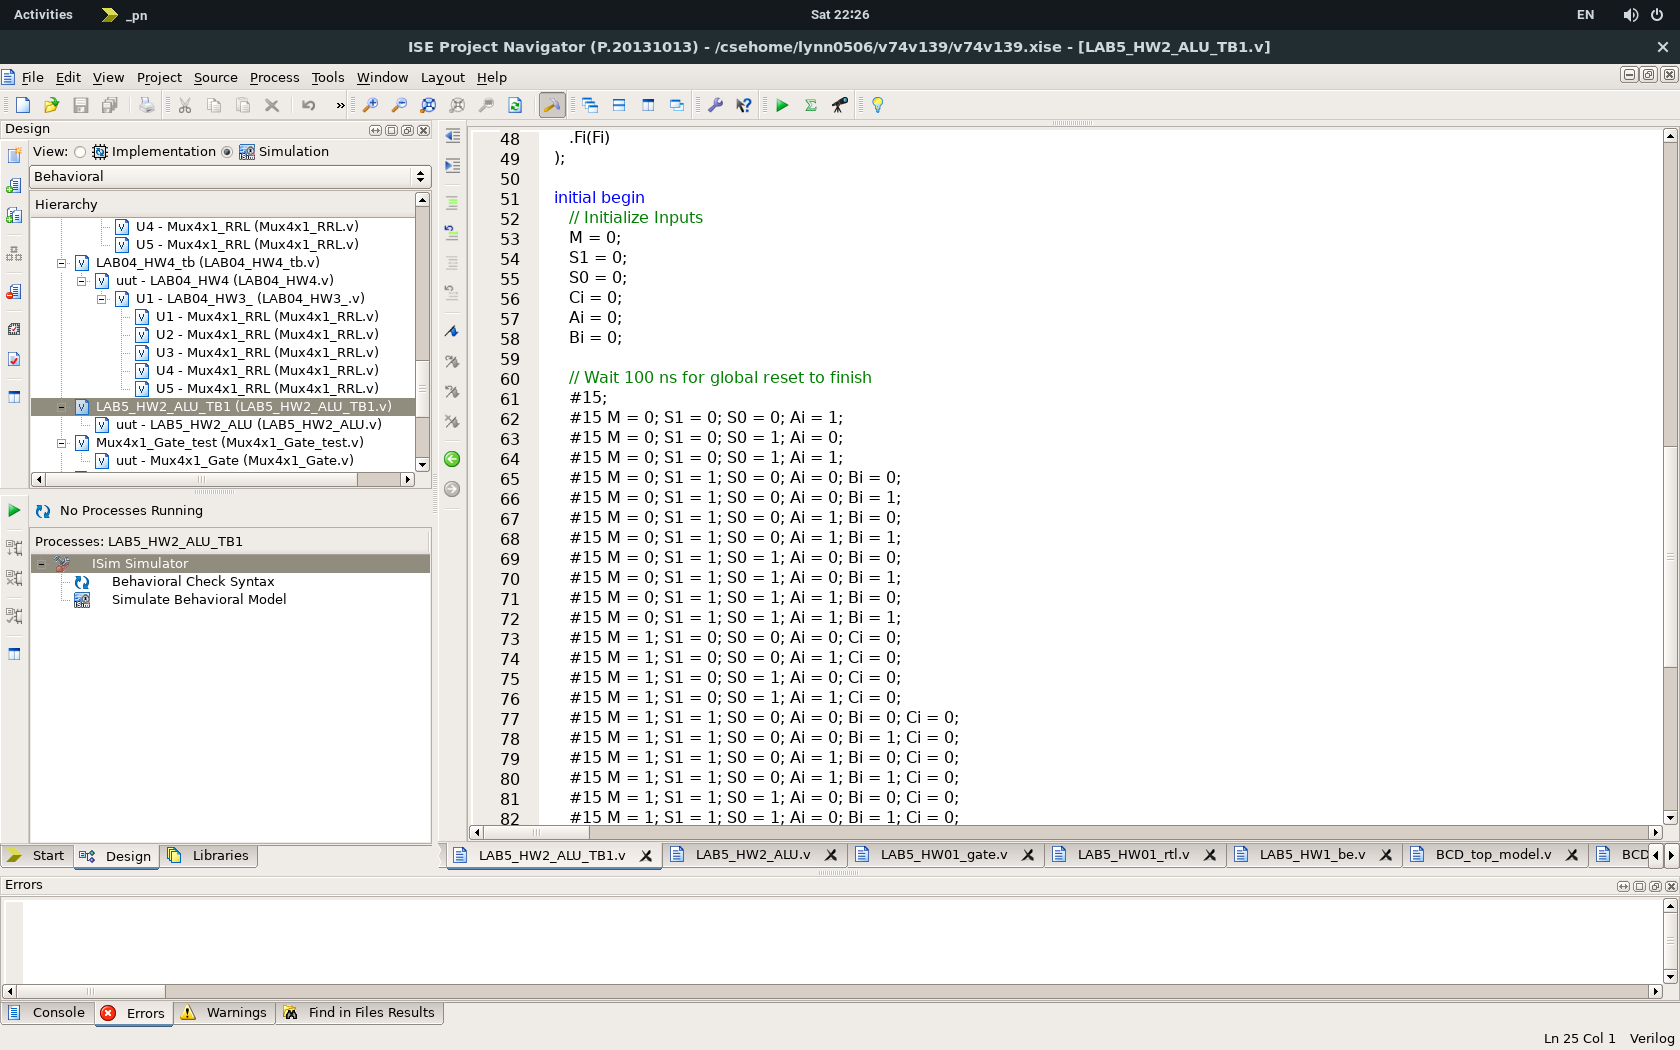 Activities
_pn
Sat 22:26
EN
ISE Project Navigator (P.20131013) - /csehome/lynn0506/v74v139/v74v139.xise - [LAB5_HW2_ALU_TB1.v]
File Edit View Project Source Process Tools Window Layout Help
»
Design
View: Implementation Simulation
Behavioral
Hierarchy
U4 - Mux4x1_RRL (Mux4x1_RRL.v)
U5 - Mux4x1_RRL (Mux4x1_RRL.v)
LAB04_HW4_tb (LAB04_HW4_tb.v)
uut - LAB04_HW4 (LAB04_HW4.v)
U1 - LAB04_HW3_ (LAB04_HW3_.v)
U1 - Mux4x1_RRL (Mux4x1_RRL.v)
U2 - Mux4x1_RRL (Mux4x1_RRL.v)
U3 - Mux4x1_RRL (Mux4x1_RRL.v)
U4 - Mux4x1_RRL (Mux4x1_RRL.v)
U5 - Mux4x1_RRL (Mux4x1_RRL.v)
LAB5_HW2_ALU_TB1 (LAB5_HW2_ALU_TB1.v)
uut - LAB5_HW2_ALU (LAB5_HW2_ALU.v)
Mux4x1_Gate_test (Mux4x1_Gate_test.v)
uut - Mux4x1_Gate (Mux4x1_Gate.v)
No Processes Running
Processes: LAB5_HW2_ALU_TB1
ISim Simulator
Behavioral Check Syntax
Simulate Behavioral Model
Start Design Libraries
48 .Fi(Fi)
49 );
50
51 initial begin
52 // Initialize Inputs
53 M = 0;
54 S1 = 0;
55 S0 = 0;
56 Ci = 0;
57 Ai = 0;
58 Bi = 0;
59
60 // Wait 100 ns for global reset to finish
61 #15;
62 #15 M = 0; S1 = 0; S0 = 0; Ai = 1;
63 #15 M = 0; S1 = 0; S0 = 1; Ai = 0;
64 #15 M = 0; S1 = 0; S0 = 1; Ai = 1;
65 #15 M = 0; S1 = 1; S0 = 0; Ai = 0; Bi = 0;
66 #15 M = 0; S1 = 1; S0 = 0; Ai = 0; Bi = 1;
67 #15 M = 0; S1 = 1; S0 = 0; Ai = 1; Bi = 0;
68 #15 M = 0; S1 = 1; S0 = 0; Ai = 1; Bi = 1;
69 #15 M = 0; S1 = 1; S0 = 1; Ai = 0; Bi = 0;
70 #15 M = 0; S1 = 1; S0 = 1; Ai = 0; Bi = 1;
71 #15 M = 0; S1 = 1; S0 = 1; Ai = 1; Bi = 0;
72 #15 M = 0; S1 = 1; S0 = 1; Ai = 1; Bi = 1;
73 #15 M = 1; S1 = 0; S0 = 0; Ai = 0; Ci = 0;
74 #15 M = 1; S1 = 0; S0 = 0; Ai = 1; Ci = 0;
75 #15 M = 1; S1 = 0; S0 = 1; Ai = 0; Ci = 0;
76 #15 M = 1; S1 = 0; S0 = 1; Ai = 1; Ci = 0;
77 #15 M = 1; S1 = 1; S0 = 0; Ai = 0; Bi = 0; Ci = 0;
78 #15 M = 1; S1 = 1; S0 = 0; Ai = 0; Bi = 1; Ci = 0;
79 #15 M = 1; S1 = 1; S0 = 0; Ai = 1; Bi = 0; Ci = 0;
80 #15 M = 1; S1 = 1; S0 = 0; Ai = 1; Bi = 1; Ci = 0;
81 #15 M = 1; S1 = 1; S0 = 1; Ai = 0; Bi = 0; Ci = 0;
82 #15 M = 1; S1 = 1; S0 = 1; Ai = 0; Bi = 1; Ci = 0;
LAB5_HW2_ALU_TB1.v LAB5_HW2_ALU.v LAB5_HW01_gate.v LAB5_HW01_rtl.v LAB5_HW1_be.v BCD_top_model.v BCD
Errors
Console Errors Warnings Find in Files Results
Ln 25 Col 1 Verilog